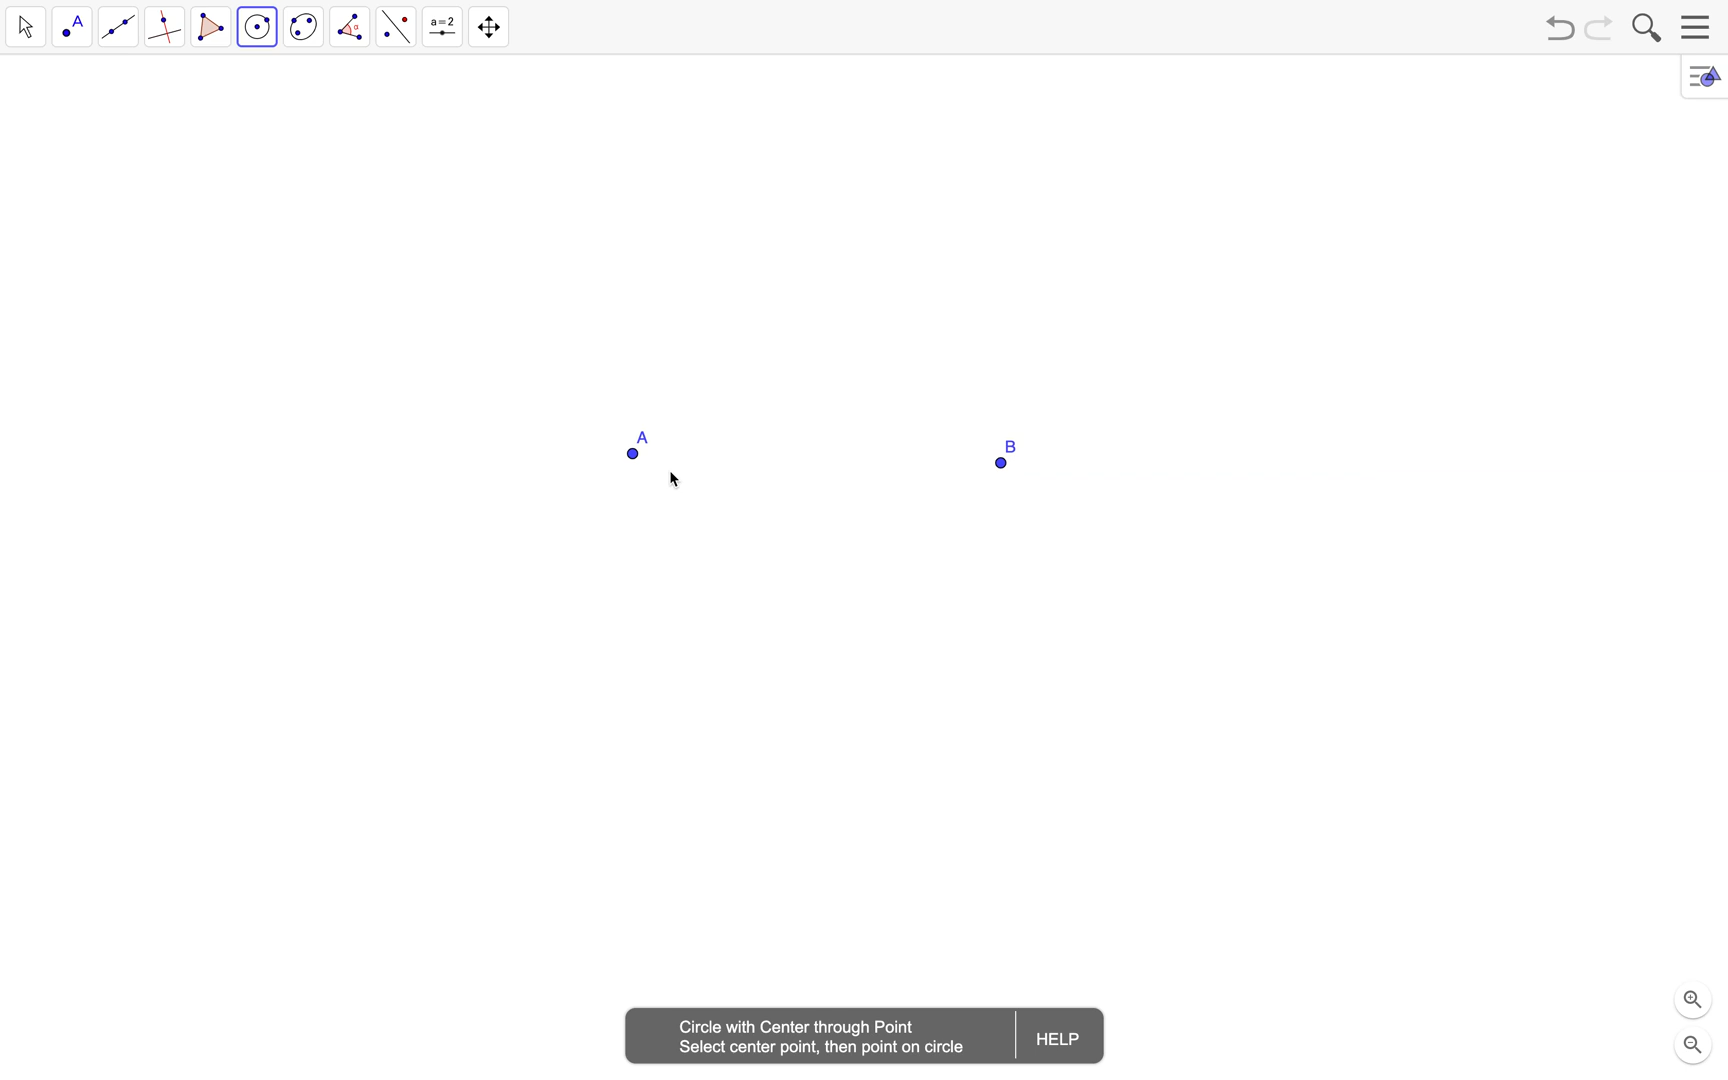 A
α
a=2
A
B
Circle with Center through Point
Select center point, then point on circle
HELP